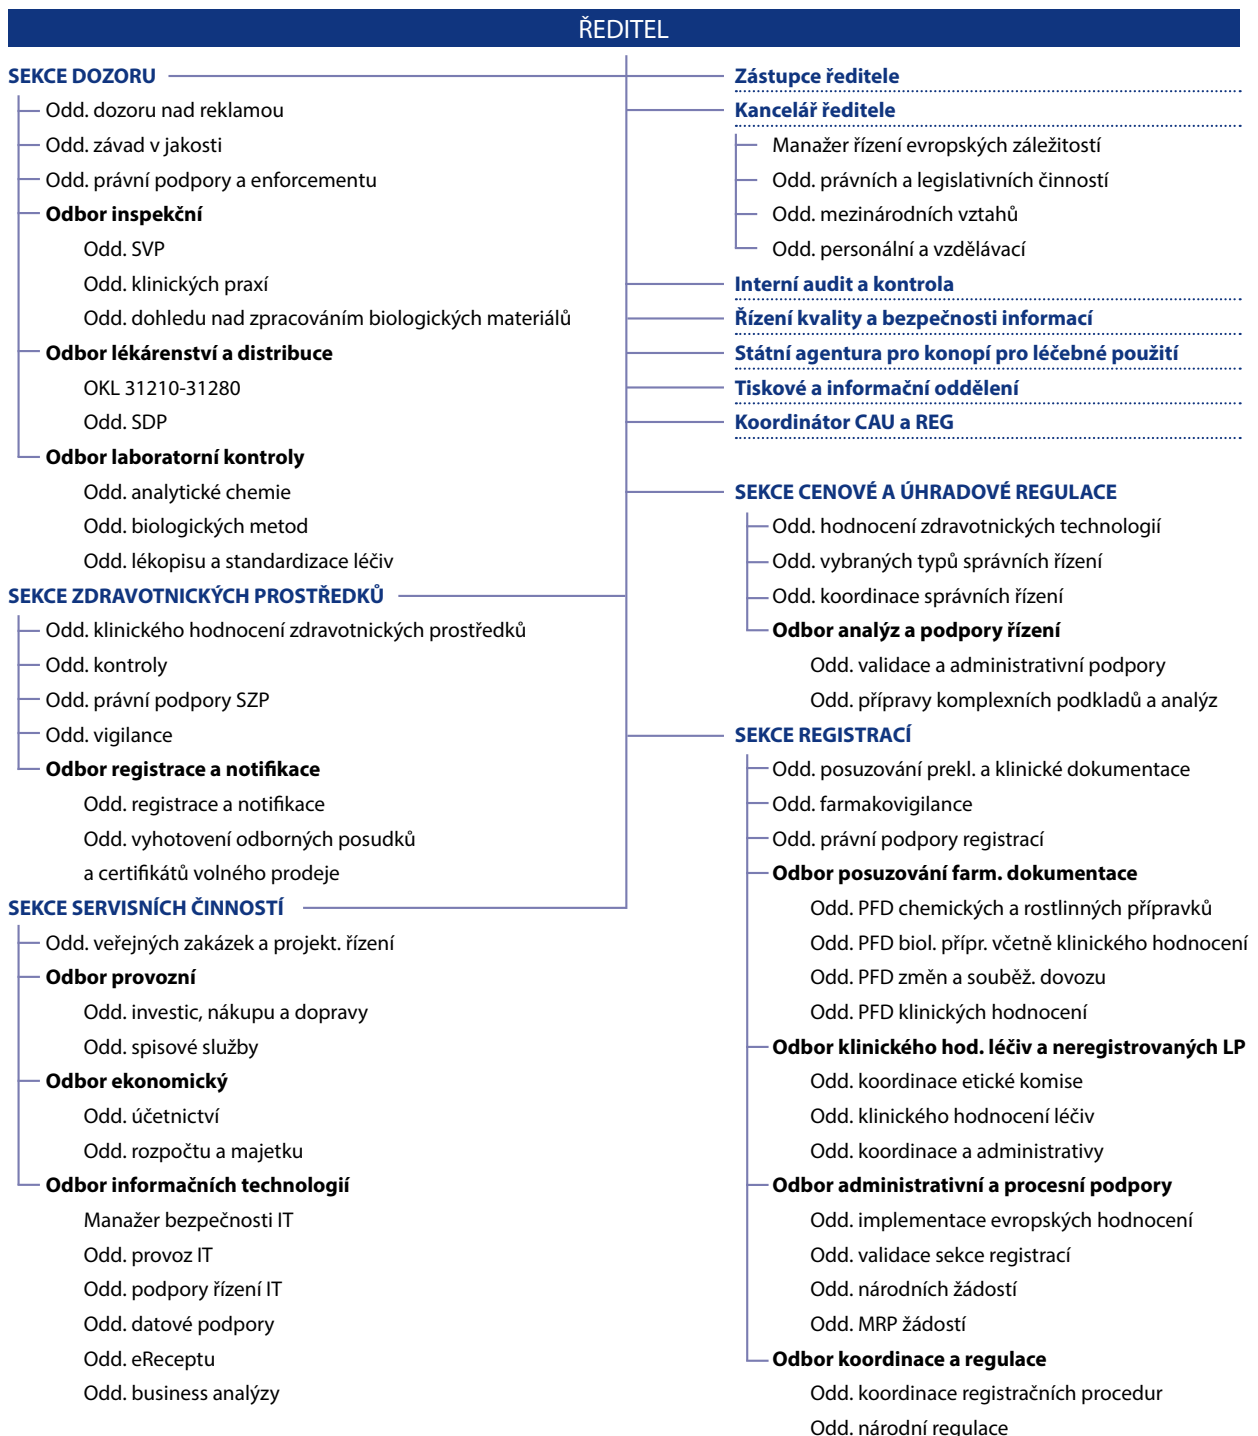 ŘEDITEL
SEKCE DOZORU
Odd. dozoru nad reklamou
Odd. závad v jakosti
Odd. právní podpory a enforcementu
Odbor inspekční
Odd. SVP
Odd. klinických praxí
Odd. dohledu nad zpracováním biologických materiálů
Odbor lékárenství a distribuce
OKL 31210-31280
Odd. SDP
Odbor laboratorní kontroly
Odd. analytické chemie
Odd. biologických metod
Odd. lékopisu a standardizace léčiv
SEKCE ZDRAVOTNICKÝCH PROSTŘEDKŮ
Odd. klinického hodnocení zdravotnických prostředků
Odd. kontroly
Odd. právní podpory SZP
Odd. vigilance
Odbor registrace a notifikace
Odd. registrace a notifikace
Odd. vyhotovení odborných posudků
a certifikátů volného prodeje
SEKCE SERVISNÍCH ČINNOSTÍ
Odd. veřejných zakázek a projekt. řízení
Odbor provozní
Odd. investic, nákupu a dopravy
Odd. spisové služby
Odbor ekonomický
Odd. účetnictví
Odd. rozpočtu a majetku
Odbor informačních technologií
Manažer bezpečnosti IT
Odd. provoz IT
Odd. podpory řízení IT
Odd. datové podpory
Odd. eReceptu
Odd. business analýzy
Zástupce ředitele
Kancelář ředitele
Manažer řízení evropských záležitostí
Odd. právních a legislativních činností
Odd. mezinárodních vztahů
Odd. personální a vzdělávací
Interní audit a kontrola
Řízení kvality a bezpečnosti informací
Státní agentura pro konopí pro léčebné použití
Tiskové a informační oddělení
Koordinátor CAU a REG
SEKCE CENOVÉ A ÚHRADOVÉ REGULACE
Odd. hodnocení zdravotnických technologií
Odd. vybraných typů správních řízení
Odd. koordinace správních řízení
Odbor analýz a podpory řízení
Odd. validace a administrativní podpory
Odd. přípravy komplexních podkladů a analýz
SEKCE REGISTRACÍ
Odd. posuzování prekl. a klinické dokumentace
Odd. farmakovigilance
Odd. právní podpory registrací
Odbor posuzování farm. dokumentace
Odd. PFD chemických a rostlinných přípravků
Odd. PFD biol. přípr. včetně klinického hodnocení
Odd. PFD změn a souběž. dovozu
Odd. PFD klinických hodnocení
Odbor klinického hod. léčiv a neregistrovaných LP
Odd. koordinace etické komise
Odd. klinického hodnocení léčiv
Odd. koordinace a administrativy
Odbor administrativní a procesní podpory
Odd. implementace evropských hodnocení
Odd. validace sekce registrací
Odd. národních žádostí
Odd. MRP žádostí
Odbor koordinace a regulace
Odd. koordinace registračních procedur
Odd. národní regulace